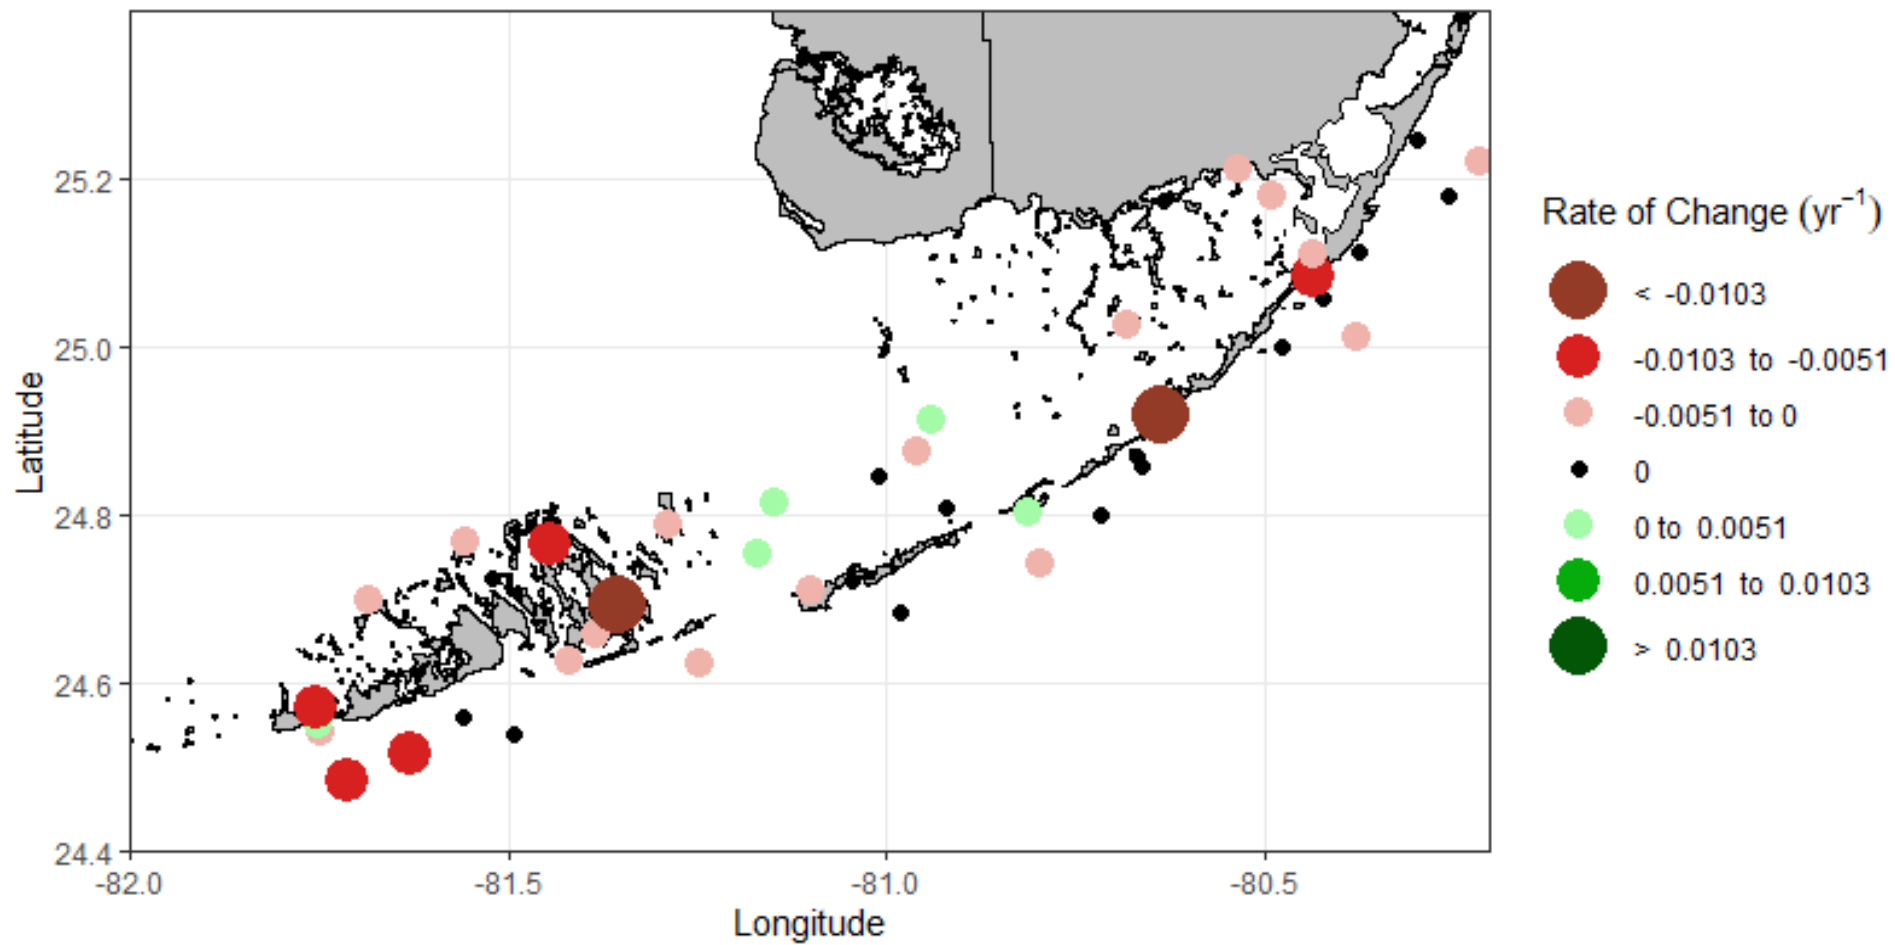 25.2
25.0
24.8
24.6
24.4
-82.0 -81.5 -81.0 -80.5
Latitude
Longitude
Rate of Change (yr⁻¹)
< -0.0103
-0.0103 to -0.0051
-0.0051 to 0
0
0 to 0.0051
0.0051 to 0.0103
> 0.0103